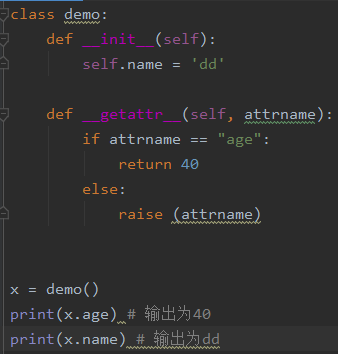 class demo:
    def __init__(self):
        self.name = 'dd'
    def __getattr__(self, attrname):
        if attrname == "age":
            return 40
        else:
            raise (attrname)
x = demo()
print(x.age) # 输出为40
print(x.name) # 输出为dd